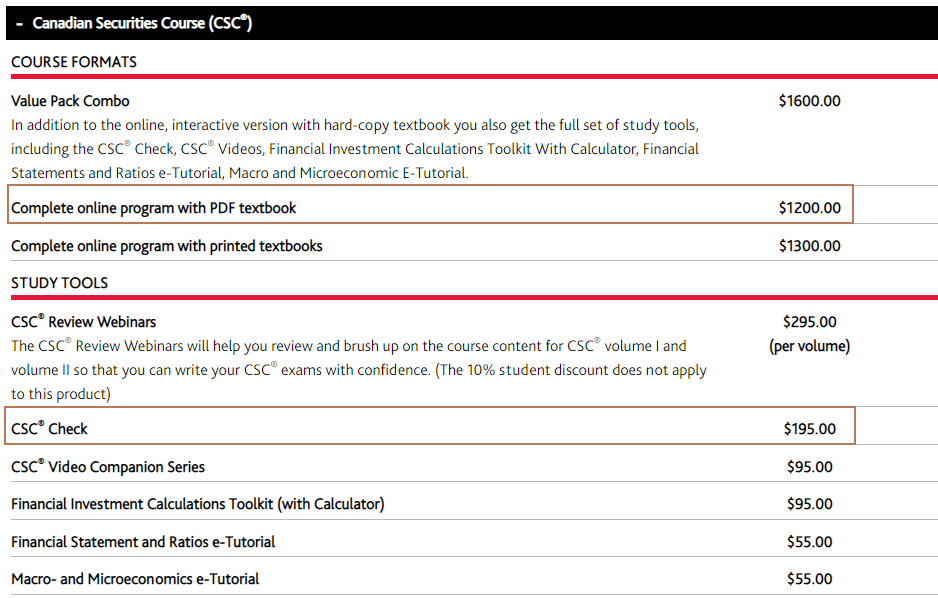 - Canadian Securities Course (CSC®)
COURSE FORMATS
Value Pack Combo $1600.00
In addition to the online, interactive version with hard-copy textbook you also get the full set of study tools,
including the CSC® Check, CSC® Videos, Financial Investment Calculations Toolkit With Calculator, Financial
Statements and Ratios e-Tutorial, Macro and Microeconomic E-Tutorial.
Complete online program with PDF textbook $1200.00
Complete online program with printed textbooks $1300.00
STUDY TOOLS
CSC® Review Webinars $295.00
The CSC® Review Webinars will help you review and brush up on the course content for CSC® volume I and (per volume)
volume II so that you can write your CSC® exams with confidence. (The 10% student discount does not apply
to this product)
CSC® Check $195.00
CSC® Video Companion Series $95.00
Financial Investment Calculations Toolkit (with Calculator) $95.00
Financial Statement and Ratios e-Tutorial $55.00
Macro- and Microeconomics e-Tutorial $55.00